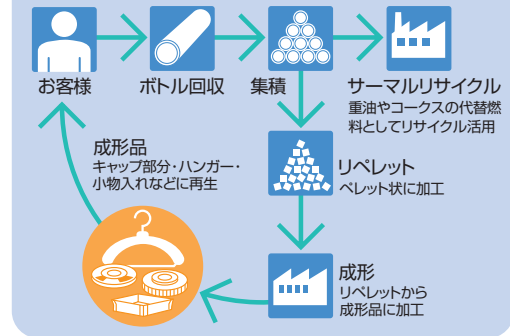 お客様
ボトル回収
集積
サーマルリサイクル
重油やコークスの代替燃
料としてリサイクル活用
成形品
キャップ部分・ハンガー・
小物入れなどに再生
リペレット
ペレット状に加工
成形
リペレットから
成形品に加工